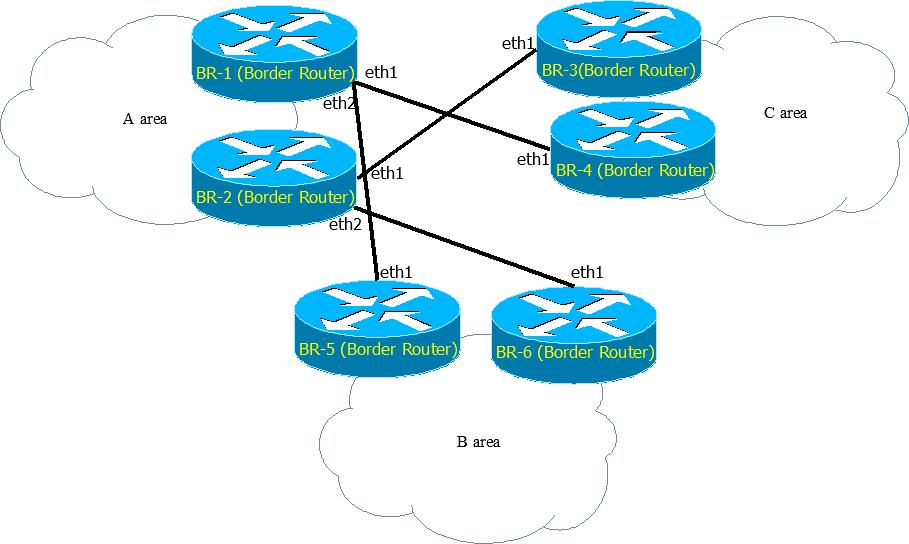 BR-1 (Border Router)
eth1
eth2
A area
BR-2 (Border Router)
eth1
eth2
eth1
BR-3(Border Router)
C area
eth1
BR-4 (Border Router)
eth1
BR-5 (Border Router)
eth1
BR-6 (Border Router)
B area